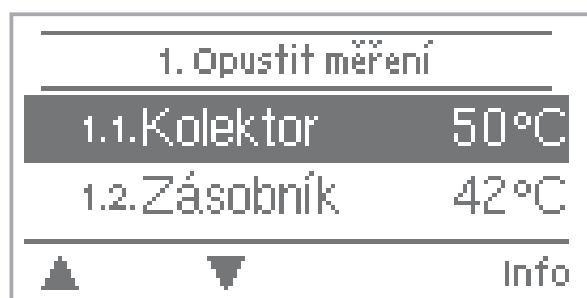 1. Opustit měření
1.1.Kolektor 50°C
1.2.Zásobník 42°C
Info